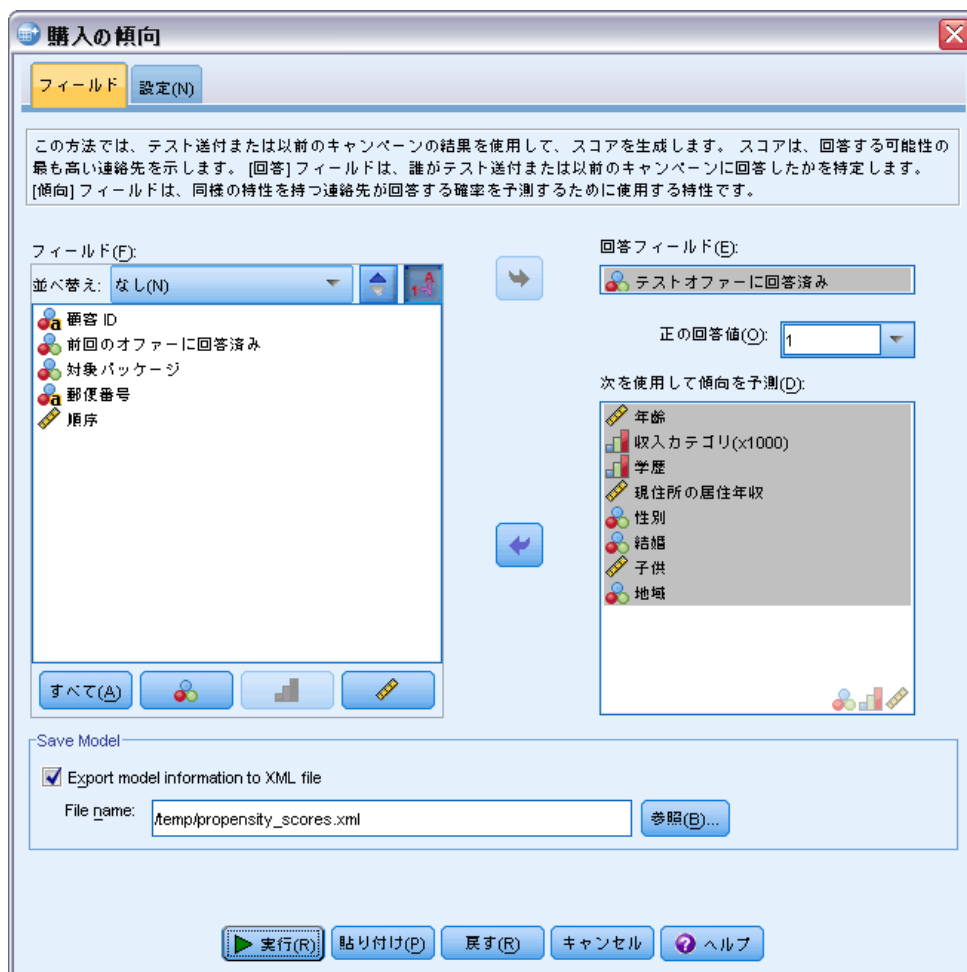 購入の傾向
フィールド
設定(N)
この方法では、テスト送付または以前のキャンペーンの結果を使用して、スコアを生成します。 スコアは、回答する可能性の
最も高い連絡先を示します。[回答] フィールドは、誰がテスト送付または以前のキャンペーンに回答したかを特定します。
[傾向] フィールドは、同様の特性を持つ連絡先が回答する確率を予測するために使用する特性です。
フィールド(F):
並べ替え: なし(N)
顧客 ID
前回のオファーに回答済み
対象パッケージ
郵便番号
順序
すべて(A)
回答フィールド(E):
テストオファーに回答済み
正の回答値(O): 1
次を使用して傾向を予測(D):
年齢
収入カテゴリ(x1000)
学歴
現住所の居住年収
性別
結婚
子供
地域
Save Model
Export model information to XML file
File name: /temp/propensity_scores.xml
参照(B)...
実行(R)
貼り付け(P)
戻す(R)
キャンセル
ヘルプ